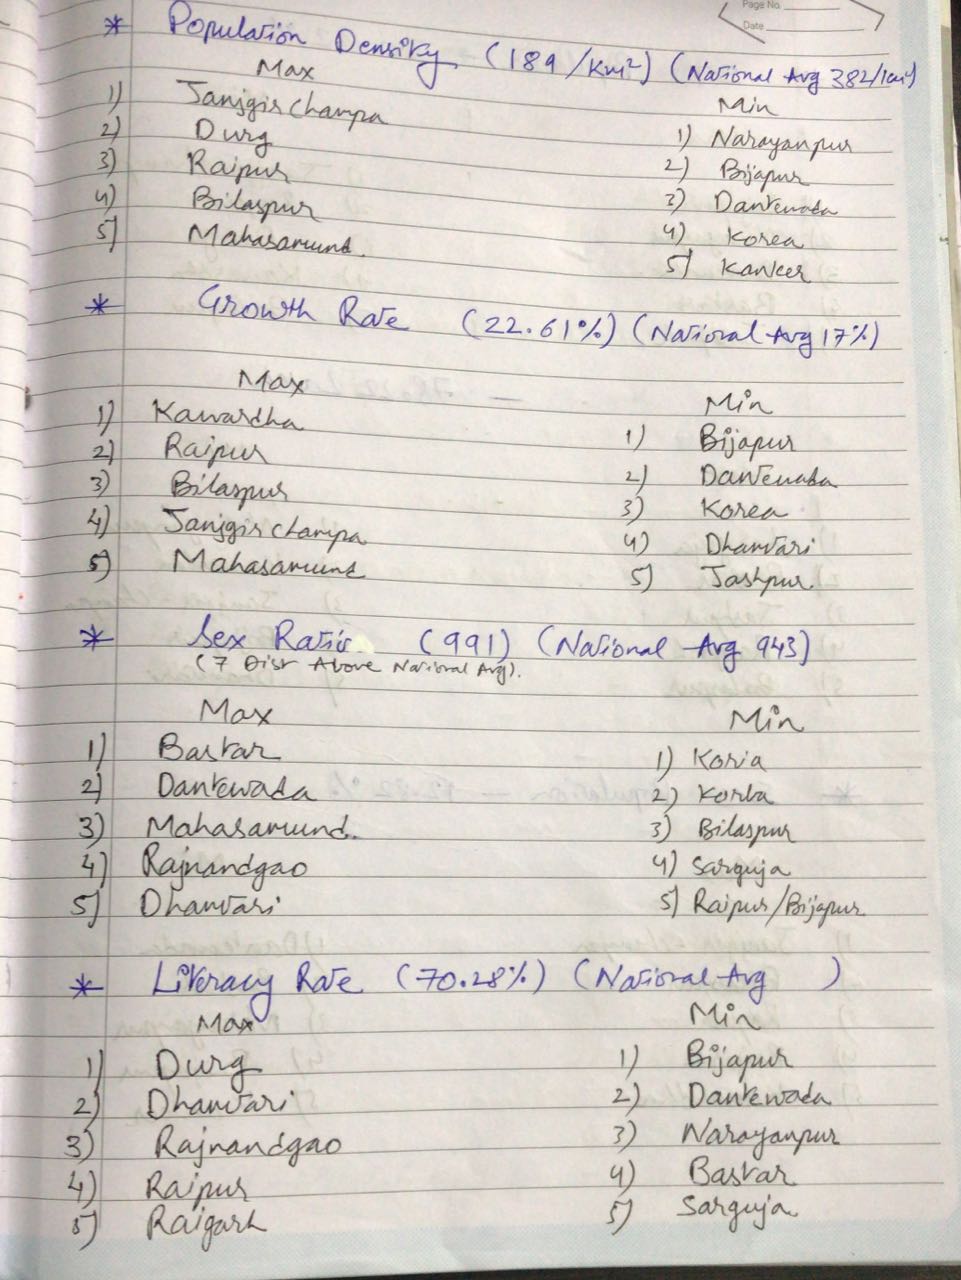 Page No.
Date
* Population Density (189/Km²) (National Avg 382/km²)
Max
Min
1) Janjgir champa
2) Durg
3) Raipur
4) Bilaspur
5) Mahasamund.
1) Narayanpur
2) Bijapur
3) Dantewada
4) Korea
5) Kanker
* Growth Rate (22.61%) (National Avg 17%)
Max
Min
1) Kawardha
2) Raipur
3) Bilaspur
4) Janjgir champa
5) Mahasamund
1) Bijapur
2) Dantewada
3) Korea
4) Dhamtari
5) Jashpur.
* Sex Ratio (991) (National Avg 943)
(7 Dist Above National Avg).
Max
Min
1) Bastar
2) Dantewada
3) Mahasamund.
4) Rajnandgao
5) Dhamtari
1) Koria
2) Korba
3) Bilaspur
4) Sarguja
5) Raipur/Bijapur
* Literacy Rate (70.28%) (National Avg )
Max
Min
1) Durg
2) Dhamtari
3) Rajnandgao
4) Raipur
5) Raigarh
1) Bijapur
2) Dantewada
3) Narayanpur
4) Bastar
5) Sarguja